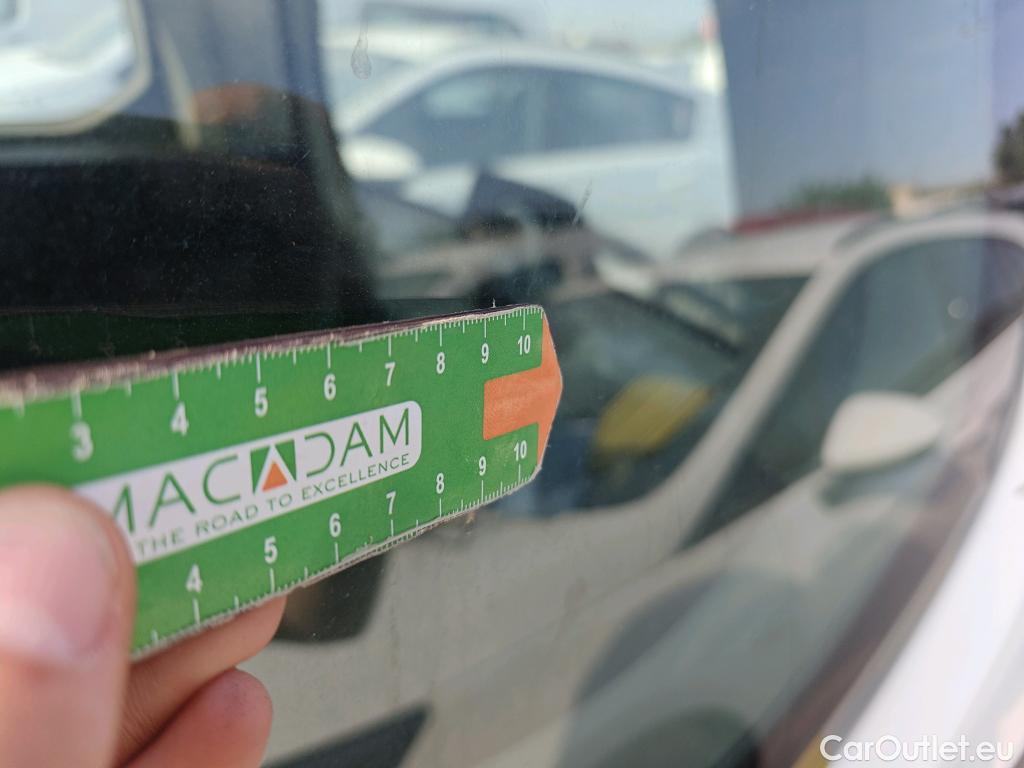 3 4 5 6 7 8 9 10
MACADAM
THE ROAD TO EXCELLENCE
4 5 6 7 8 9 10
CarOutlet.eu